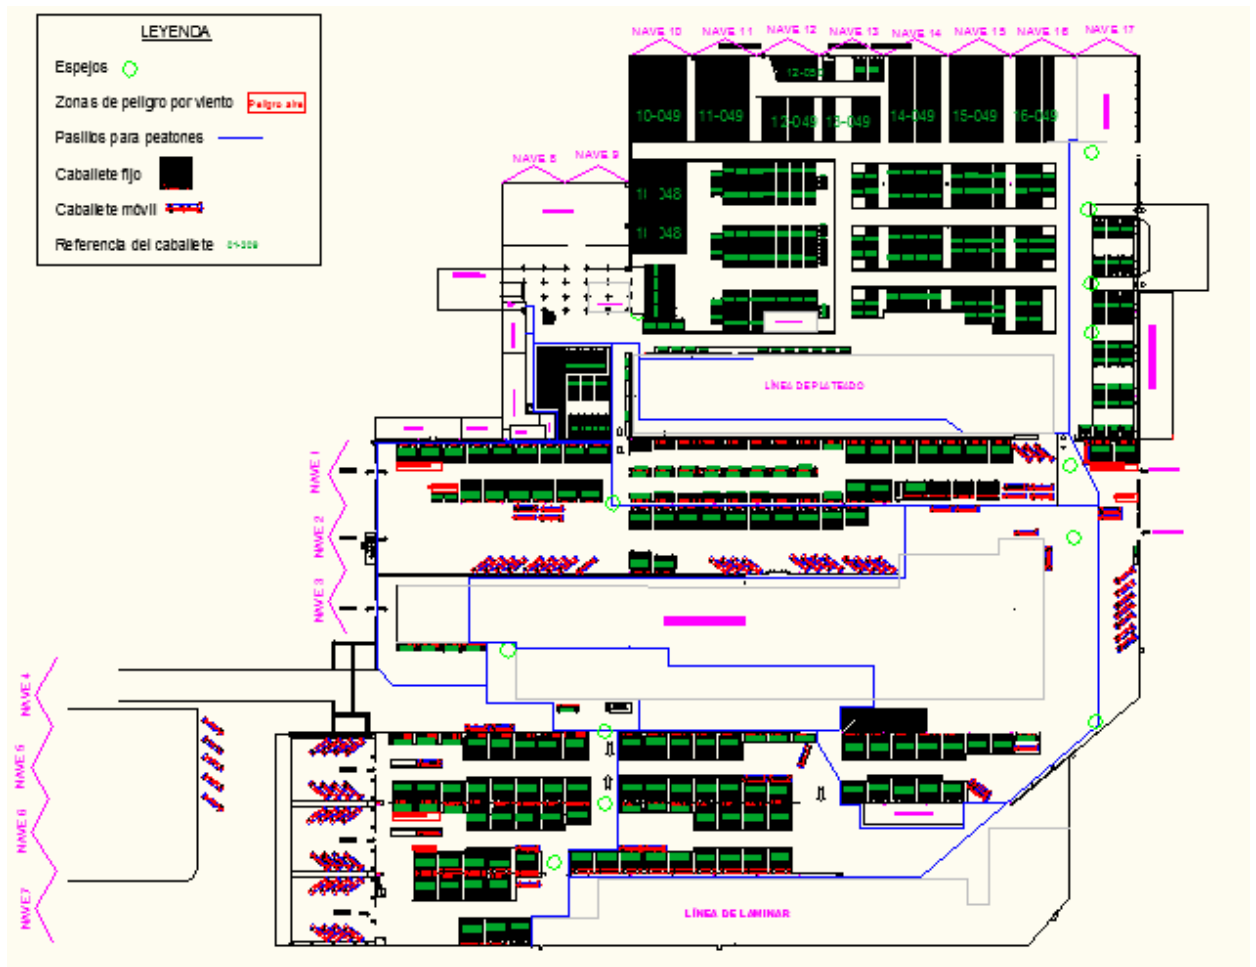 LEYENDA
Espejos
Zonas de peligro por viento
Peligro aire
Pasillos para peatones
Caballete fijo
Caballete móvil
Referencia del caballete
NAVE 10
NAVE 11
NAVE 12
NAVE 13
NAVE 14
NAVE 15
NAVE 16
NAVE 17
10-049
11-049
12-049
13-049
14-049
15-049
16-049
NAVE 8
NAVE 9
LÍNEA DE PLATEADO
NAVE 1
NAVE 2
NAVE 3
NAVE 4
NAVE 5
NAVE 6
NAVE 7
LÍNEA DE LAMINAR